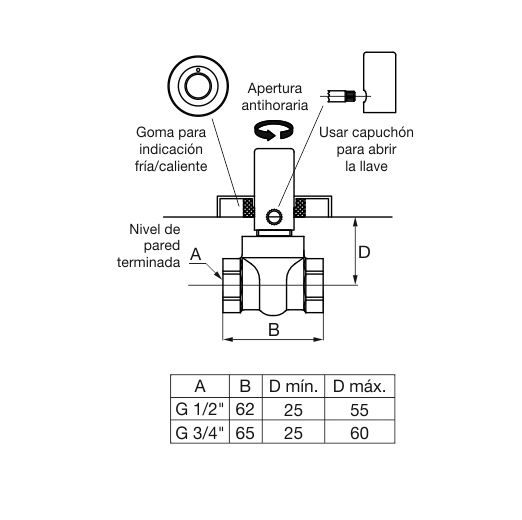 Apertura
antihoraria
Goma para
indicación
fría/caliente
Usar capuchón
para abrir
la llave
Nivel de
pared
terminada
A
D
B
A B D mín. D máx.
G 1/2" 62 25 55
G 3/4" 65 25 60